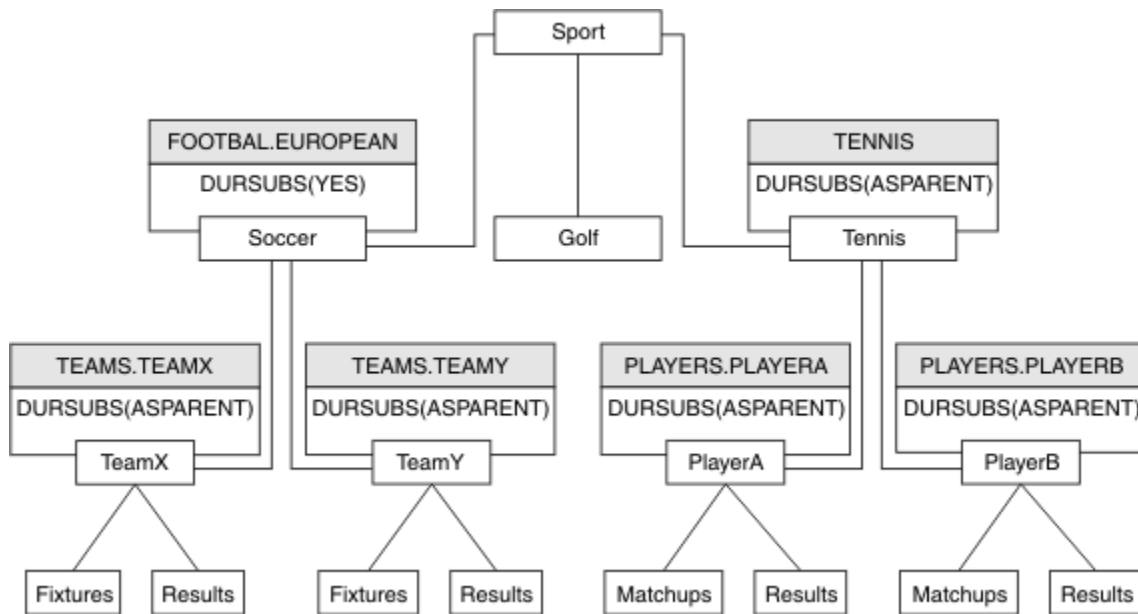 Sport
FOOTBAL.EUROPEAN
DURSUBS(YES)
Soccer
Golf
TENNIS
DURSUBS(ASPARENT)
Tennis
TEAMS.TEAMX
DURSUBS(ASPARENT)
TeamX
TEAMS.TEAMY
DURSUBS(ASPARENT)
TeamY
PLAYERS.PLAYERA
DURSUBS(ASPARENT)
PlayerA
PLAYERS.PLAYERB
DURSUBS(ASPARENT)
PlayerB
Fixtures
Results
Fixtures
Results
Matchups
Results
Matchups
Results